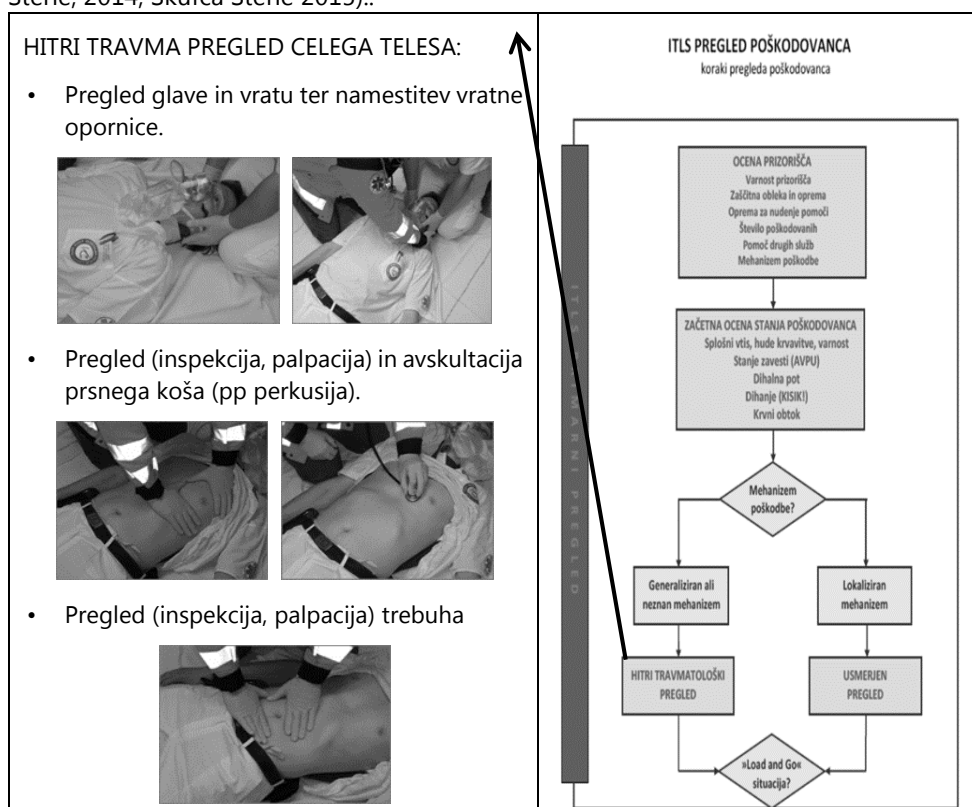 HITRI TRAVMA PREGLED CELEGA TELESA:
• Pregled glave in vratu ter namestitev vratne
opornice.
• Pregled (inspekcija, palpacija) in avskultacija
prsnega koša (pp perkusija).
• Pregled (inspekcija, palpacija) trebuha
ITLS PREGLED POŠKODOVANCA
koraki pregleda poškodovanca
ITLS PRIMARNI PREGLED
OCENA PRIZORIŠČA
Varnost prizorišča
Zaščitna obleka in oprema
Oprema za nudenje pomoči
Število poškodovanih
Pomoč drugih služb
Mehanizem poškodbe
ZAČETNA OCENA STANJA POŠKODOVANCA
Splošni vtis, hude krvavitve, varnost
Stanje zavesti (AVPU)
Dihalna pot
Dihanje (KISIK!)
Krvni obtok
Mehanizem
poškodbe?
Generaliziran ali
neznan mehanizem
Lokaliziran
mehanizem
HITRI TRAVMATOLOŠKI
PREGLED
USMERJEN
PREGLED
»Load and Go«
situacija?